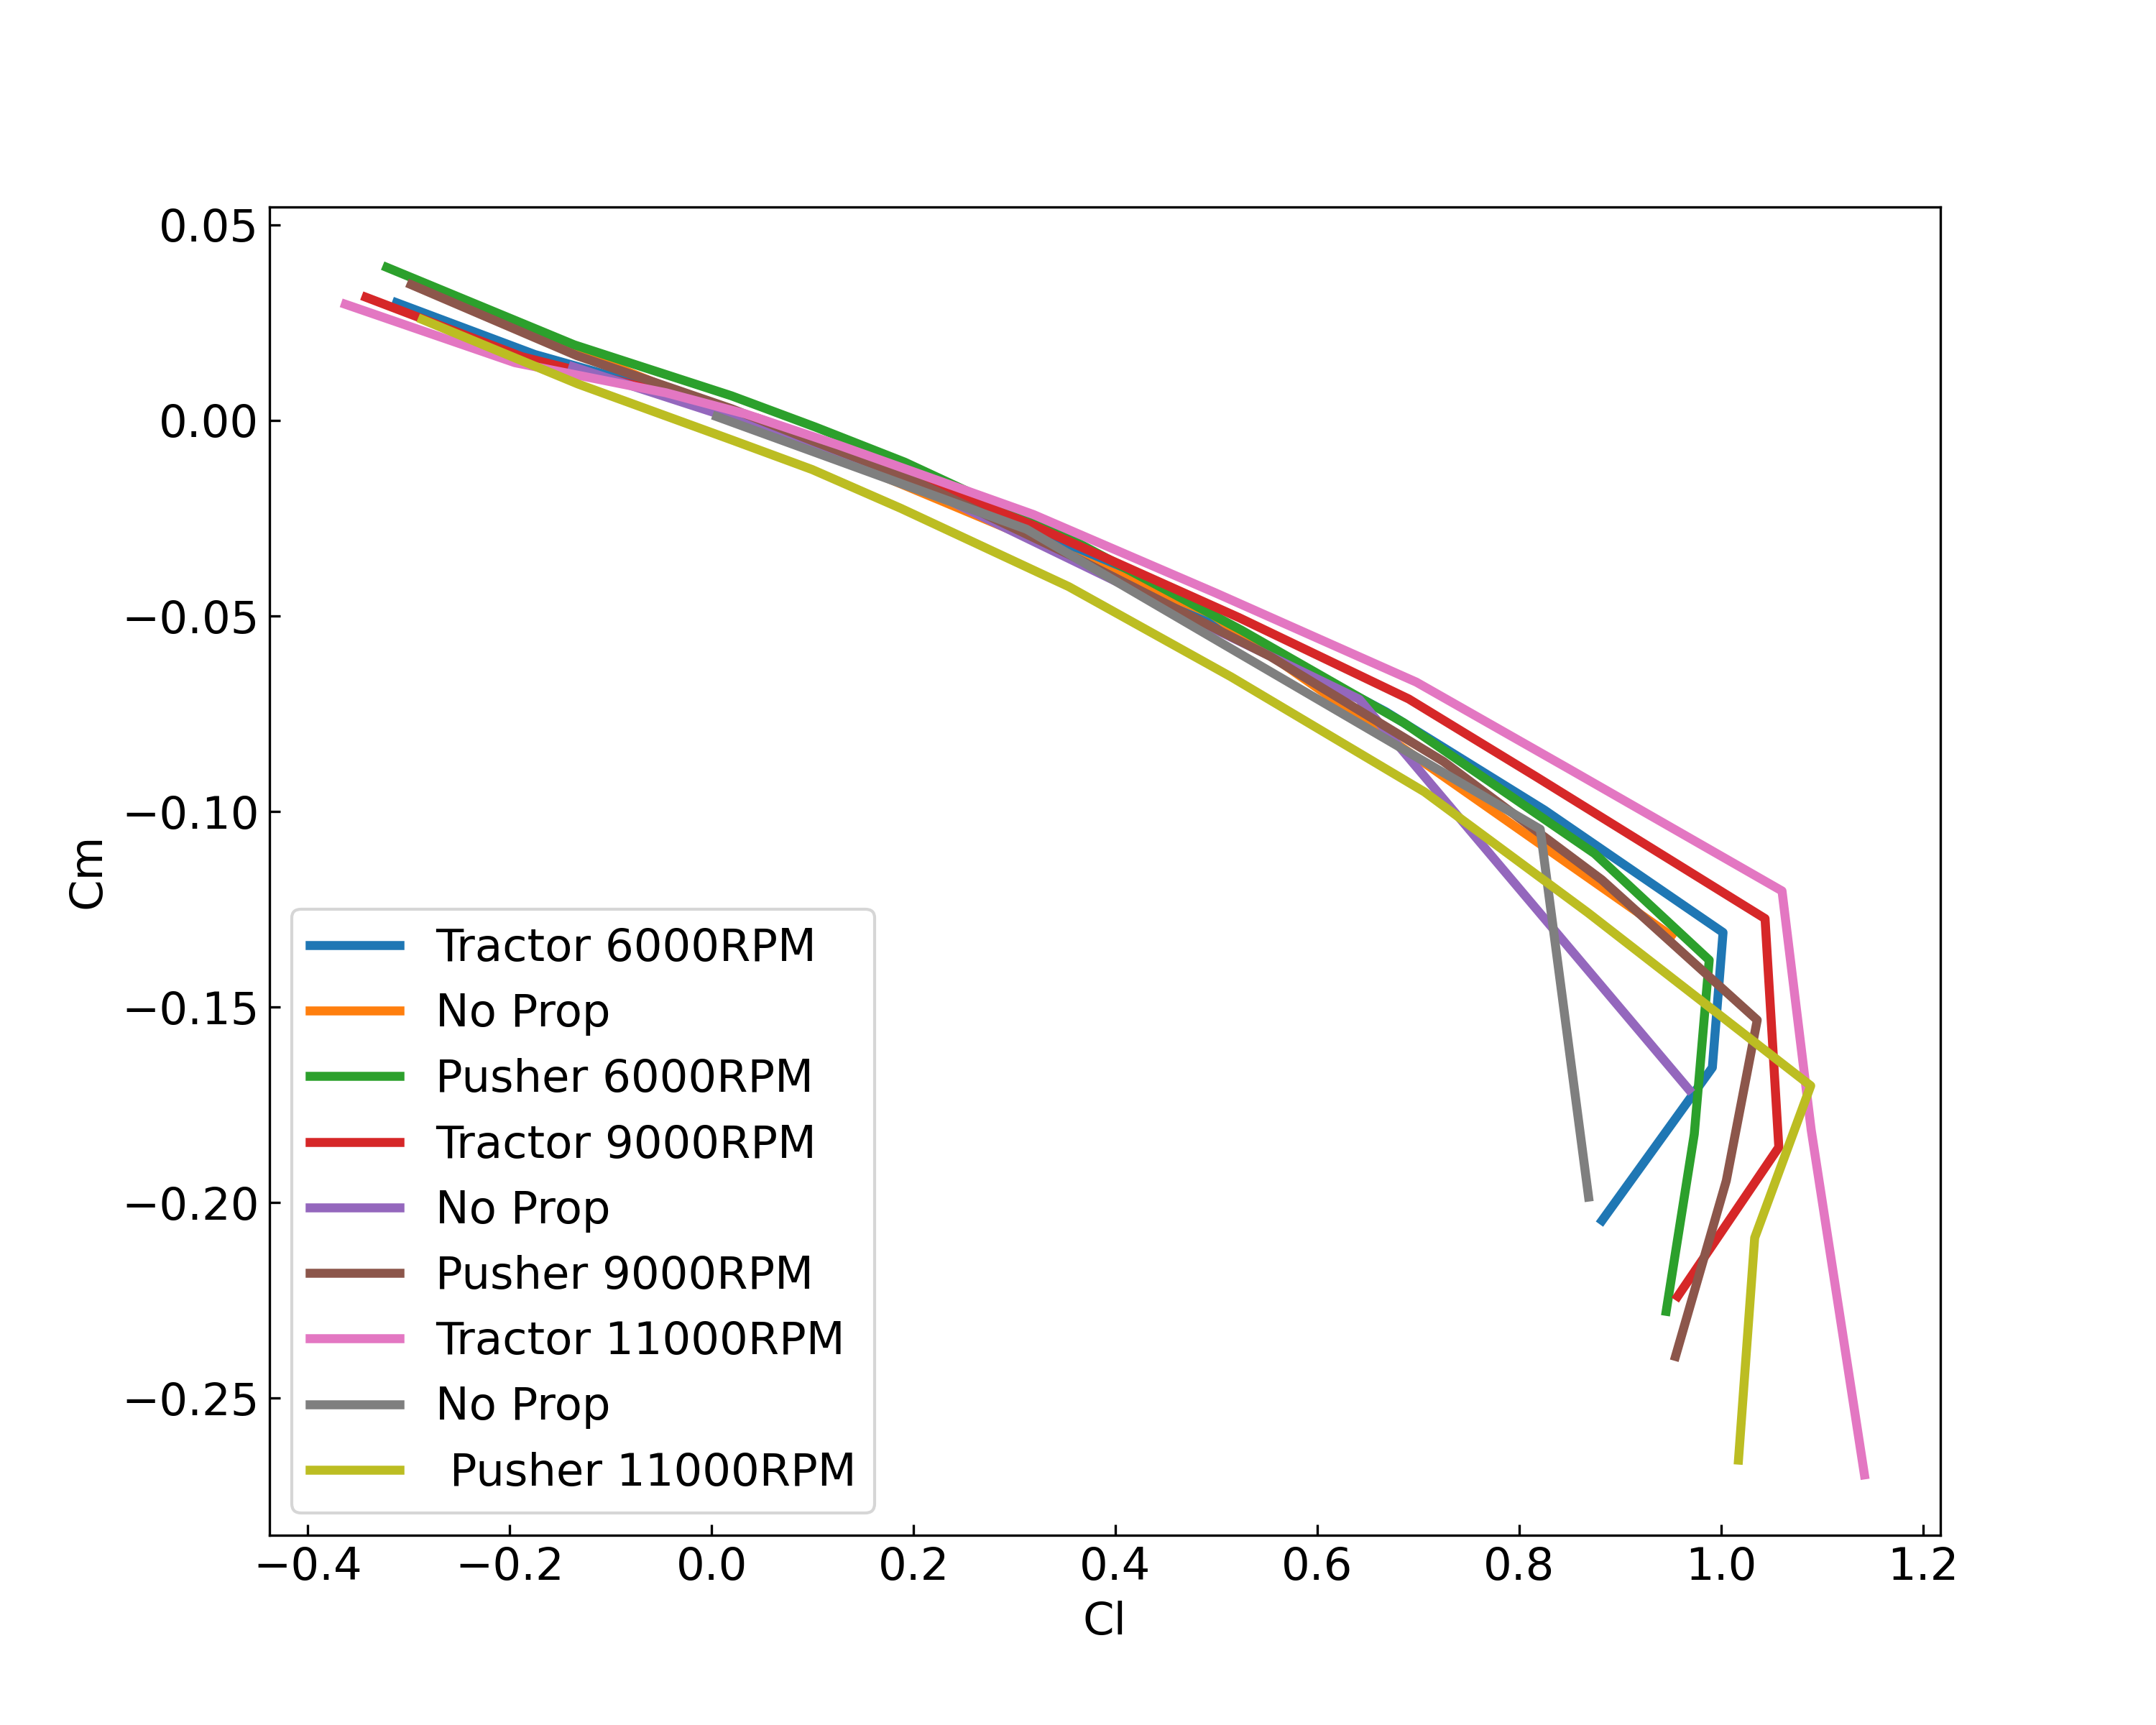 0.05
0.00
−0.05
−0.10
−0.15
−0.20
−0.25
Cm
Tractor 6000RPM
No Prop
Pusher 6000RPM
Tractor 9000RPM
No Prop
Pusher 9000RPM
Tractor 11000RPM
No Prop
Pusher 11000RPM
−0.4 −0.2 0.0 0.2 0.4 0.6 0.8 1.0 1.2
Cl